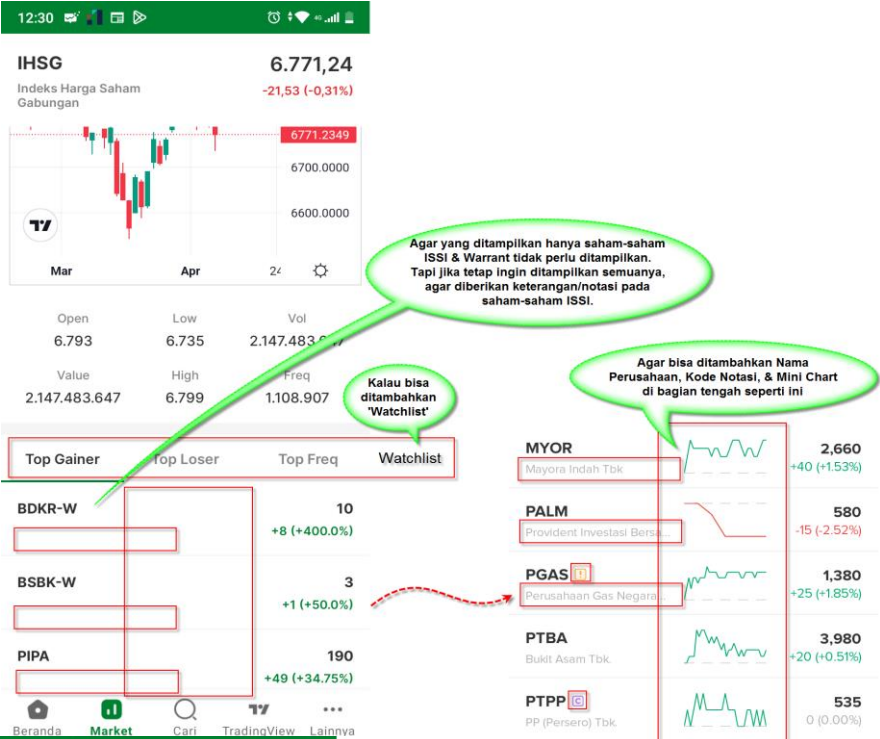 12:30
4G
IHSG
6.771,24
Indeks Harga Saham
Gabungan
-21,53 (-0,31%)
6771.2349
6700.0000
6600.0000
Mar Apr 24
Open Low Vol
6.793 6.735 2.147.483.647
Value High Freq
2.147.483.647 6.799 1.108.907
Top Gainer Top Loser Top Freq Watchlist
BDKR-W 10
+8 (+400.0%)
BSBK-W 3
+1 (+50.0%)
PIPA 190
+49 (+34.75%)
Beranda Market Cari TradingView Lainnya
Agar yang ditampilkan hanya saham-saham
ISSI & Warrant tidak perlu ditampilkan.
Tapi jika tetap ingin ditampilkan semuanya,
agar diberikan keterangan/notasi pada
saham-saham ISSI.
Kalau bisa
ditambahkan
'Watchlist'
Agar bisa ditambahkan Nama
Perusahaan, Kode Notasi, & Mini Chart
di bagian tengah seperti ini
MYOR 2,660
Mayora Indah Tbk +40 (+1.53%)
PALM 580
Provident Investasi Bersa... -15 (-2.52%)
PGAS 1,380
Perusahaan Gas Negara... +25 (+1.85%)
PTBA 3,980
Bukit Asam Tbk. +20 (+0.51%)
PTPP C 535
PP (Persero) Tbk. 0 (0.00%)